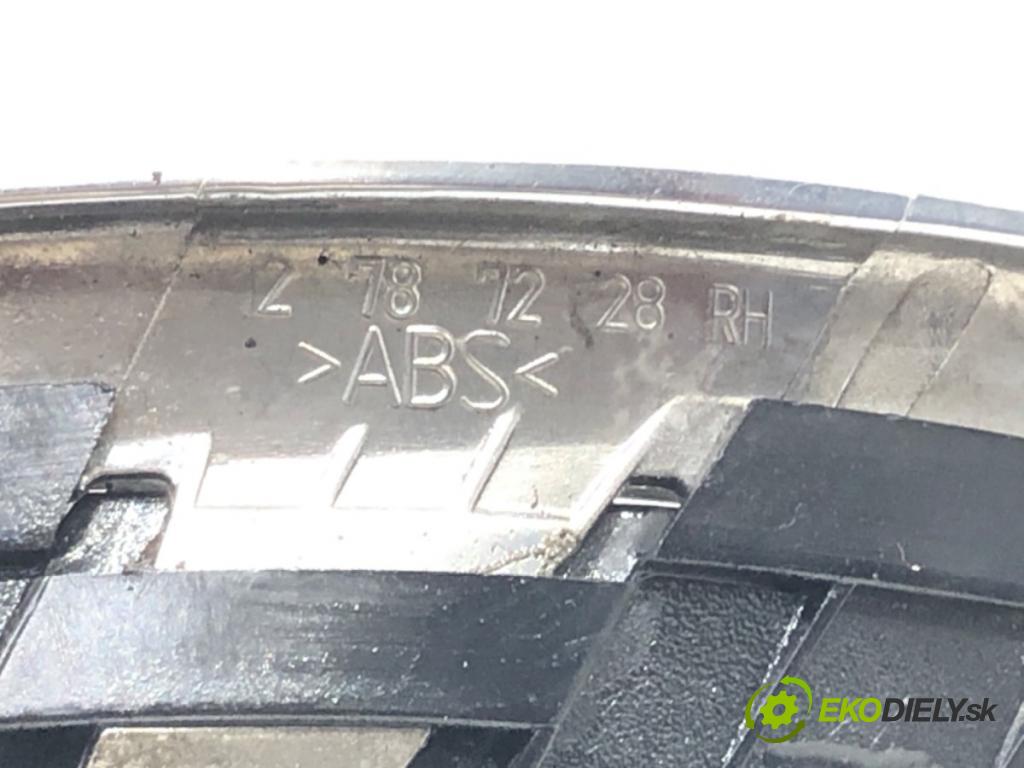 2 78 72 28 RH
>ABS<
EKODIELY.sk